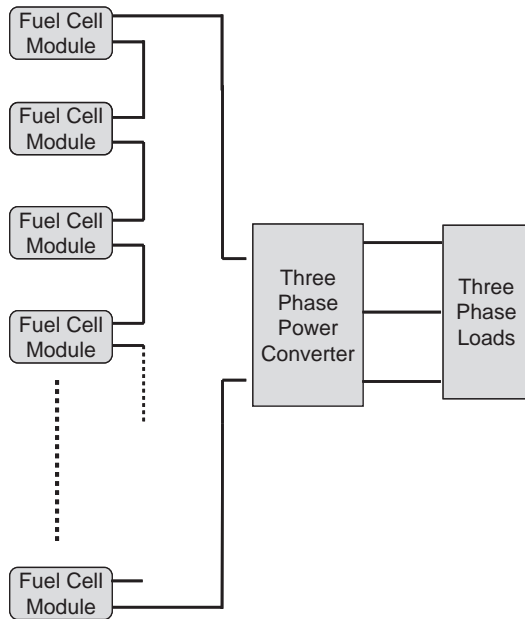 Fuel Cell
Module
Fuel Cell
Module
Fuel Cell
Module
Fuel Cell
Module
Fuel Cell
Module
Three
Phase
Power
Converter
Three
Phase
Loads